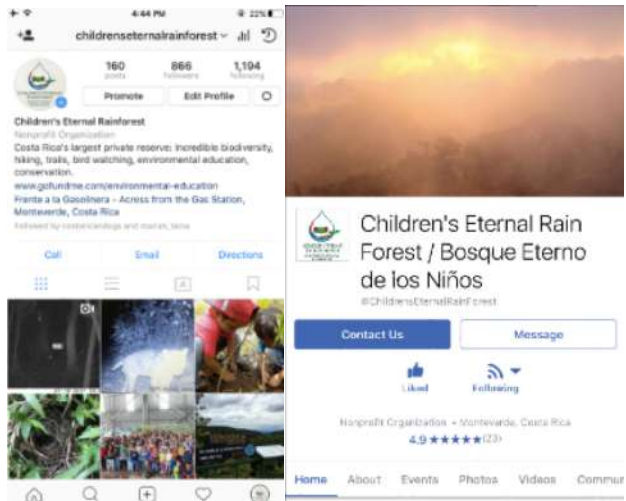 4:44 PM
22%
childrenseternalrainforest
160
866
1,194
posts
followers
following
Promote
Edit Profile
Children's Eternal Rainforest
Nonprofit Organization
Costa Rica's largest private reserve: Incredible biodiversity,
hiking, trails, bird watching, environmental education,
conservation.
www.gofundme.com/environmental-education
Frente a la Gasolinera - Across from the Gas Station,
Monteverde, Costa Rica
Followed by
Call
Email
Directions
Children's Eternal Rain
Forest / Bosque Eterno
de los Niños
@ChildrensEternalRainForest
Contact Us
Message
Liked
Following
Nonprofit Organization • Monteverde, Costa Rica
4.9 ★★★★★ (23)
Home
About
Events
Photos
Videos
Commun